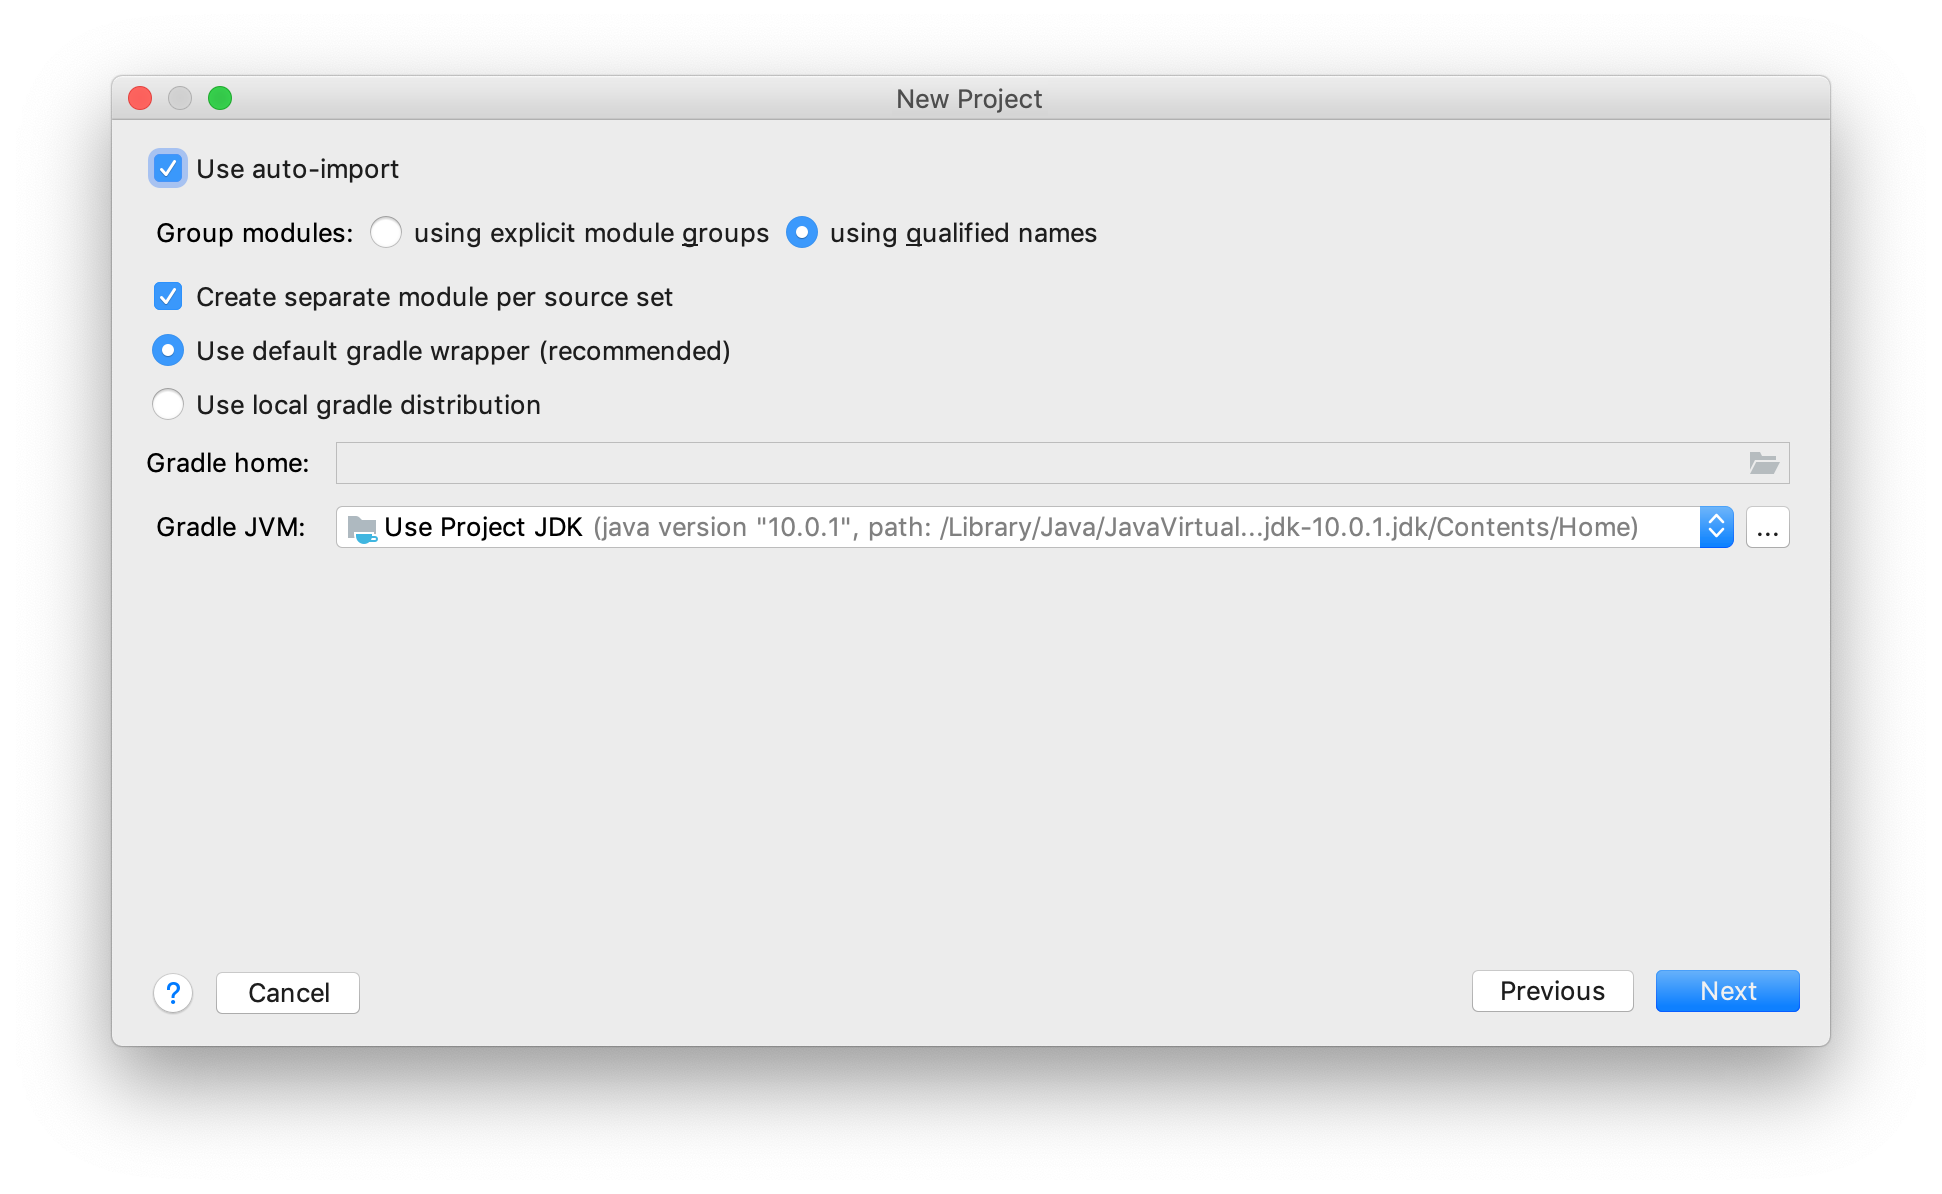 New Project
Use auto-import
Group modules: using explicit module groups using qualified names
Create separate module per source set
Use default gradle wrapper (recommended)
Use local gradle distribution
Gradle home:
Gradle JVM: Use Project JDK (java version "10.0.1", path: /Library/Java/JavaVirtual...jdk-10.0.1.jdk/Contents/Home) ...
? Cancel Previous Next